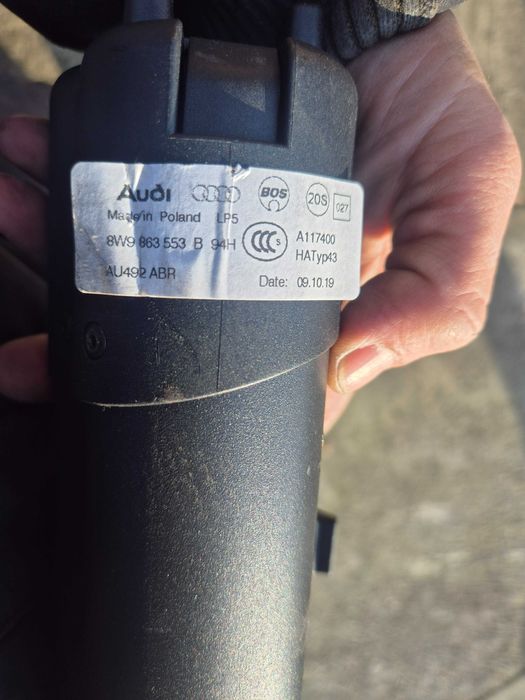 Audi BOS 20S 027
Made in Poland LP5
8W9 863 553 B 94H CCC S A117400
HATyp43
AU492 ABR Date: 09.10.19